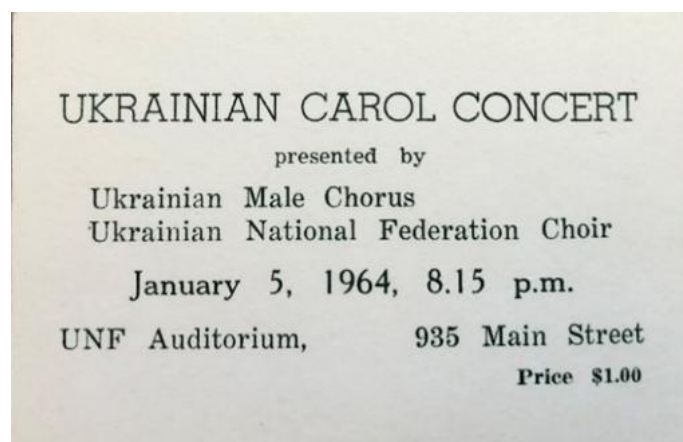 UKRAINIAN CAROL CONCERT
presented by
Ukrainian Male Chorus
Ukrainian National Federation Choir
January 5, 1964, 8.15 p.m.
UNF Auditorium, 935 Main Street
Price $1.00